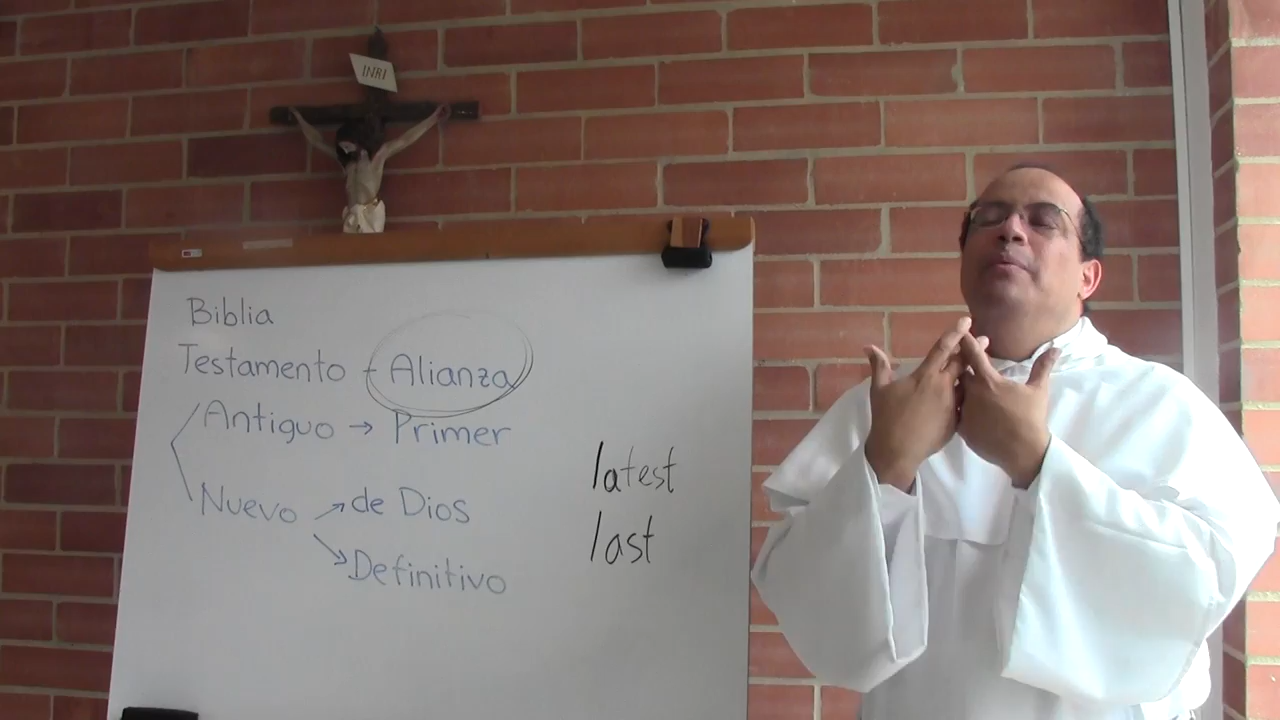 INRI
Biblia
Testamento - Alianza
Antiguo → Primer
Nuevo → de Dios
→ Definitivo
latest
last